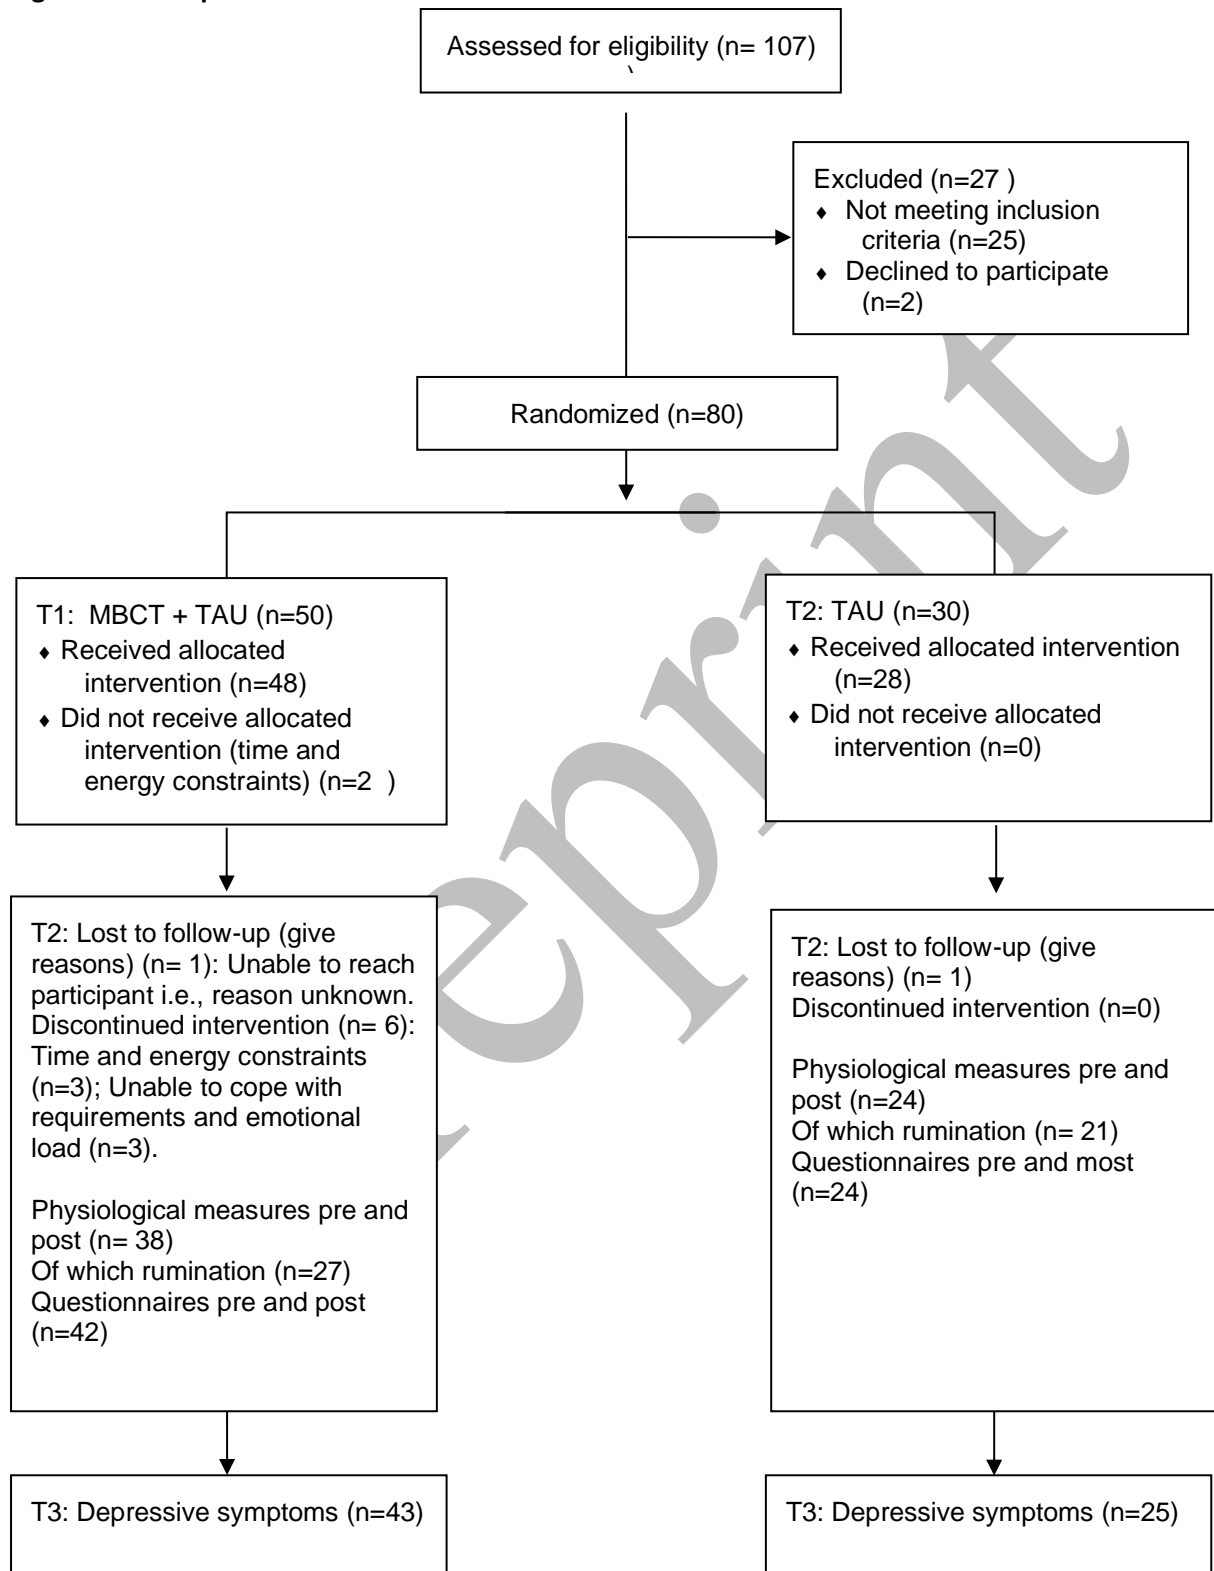 Assessed for eligibility (n= 107)
Excluded (n=27 )
♦ Not meeting inclusion
criteria (n=25)
♦ Declined to participate
(n=2)
Randomized (n=80)
T1: MBCT + TAU (n=50)
♦ Received allocated
intervention (n=48)
♦ Did not receive allocated
intervention (time and
energy constraints) (n=2 )
T2: TAU (n=30)
♦ Received allocated intervention
(n=28)
♦ Did not receive allocated
intervention (n=0)
T2: Lost to follow-up (give
reasons) (n= 1): Unable to reach
participant i.e., reason unknown.
Discontinued intervention (n= 6):
Time and energy constraints
(n=3); Unable to cope with
requirements and emotional
load (n=3).
Physiological measures pre and
post (n= 38)
Of which rumination (n=27)
Questionnaires pre and post
(n=42)
T2: Lost to follow-up (give
reasons) (n= 1)
Discontinued intervention (n=0)
Physiological measures pre and
post (n=24)
Of which rumination (n= 21)
Questionnaires pre and most
(n=24)
T3: Depressive symptoms (n=43)
T3: Depressive symptoms (n=25)